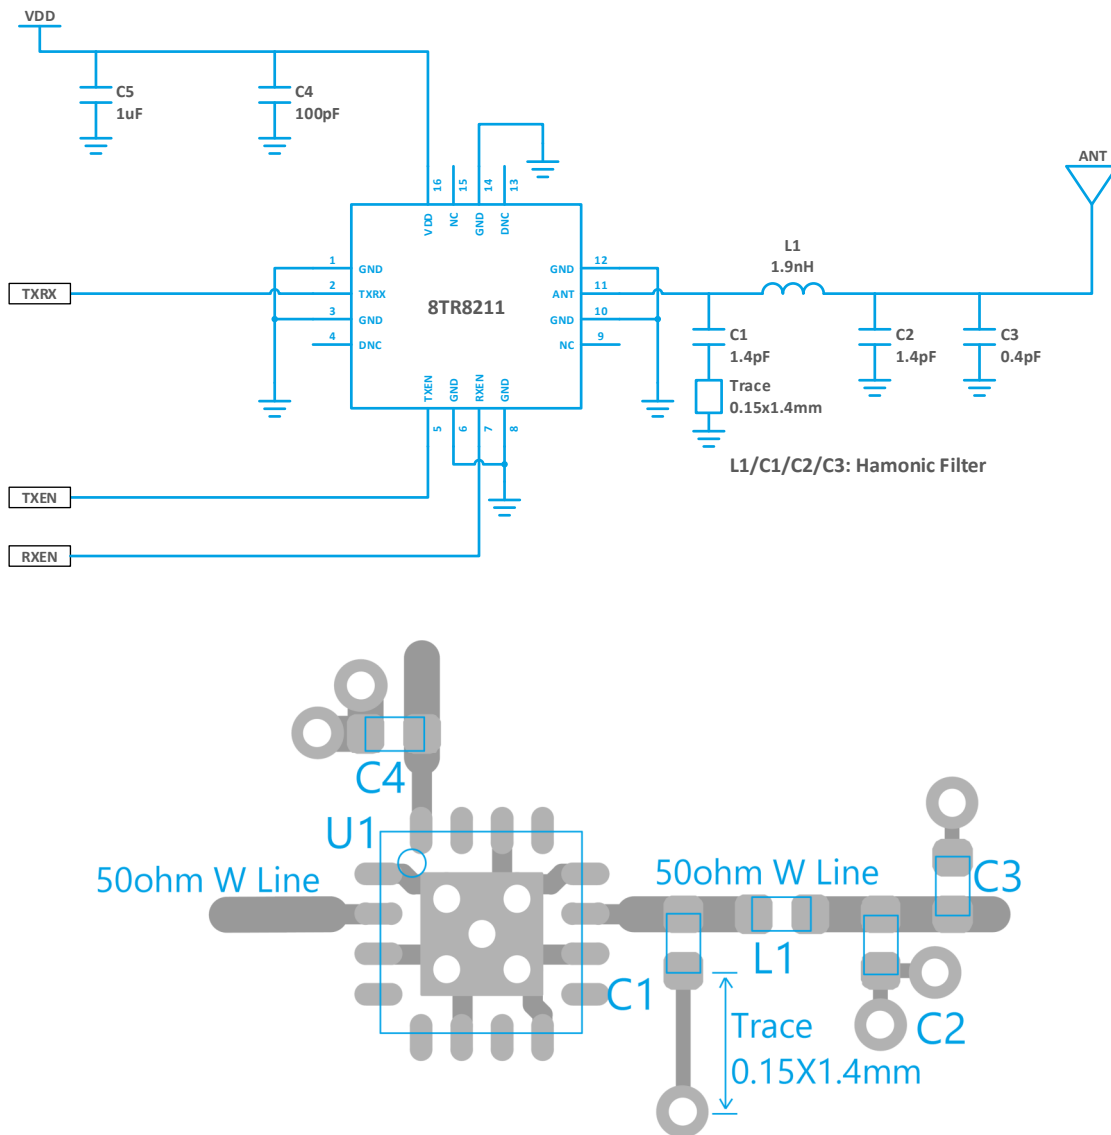 VDD
C5
1uF
C4
100pF
ANT
16
15
14
13
VDD
NC
GND
DNC
L1
1.9nH
1
GND
GND
12
TXRX
2
TXRX
8TR8211
ANT
11
3
GND
GND
10
4
DNC
NC
9
C1
1.4pF
C2
1.4pF
C3
0.4pF
Trace
0.15x1.4mm
TXEN
GND
RXEN
GND
5
6
7
8
L1/C1/C2/C3: Hamonic Filter
TXEN
RXEN
C4
U1
50ohm W Line
50ohm W Line
C3
L1
C1
C2
Trace
0.15X1.4mm